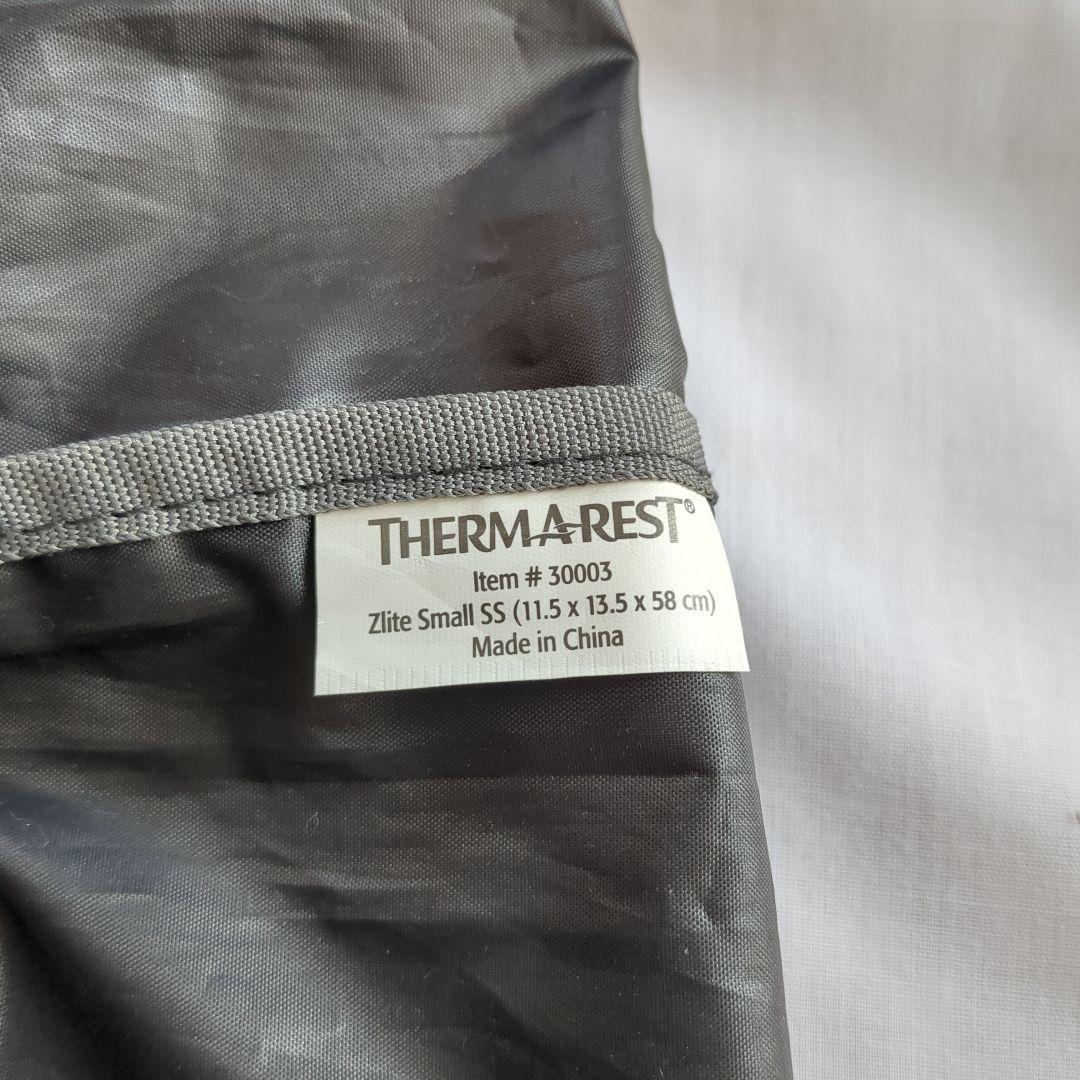 THERMAREST®
Item # 30003
Zlite Small SS (11.5 x 13.5 x 58 cm)
Made in China